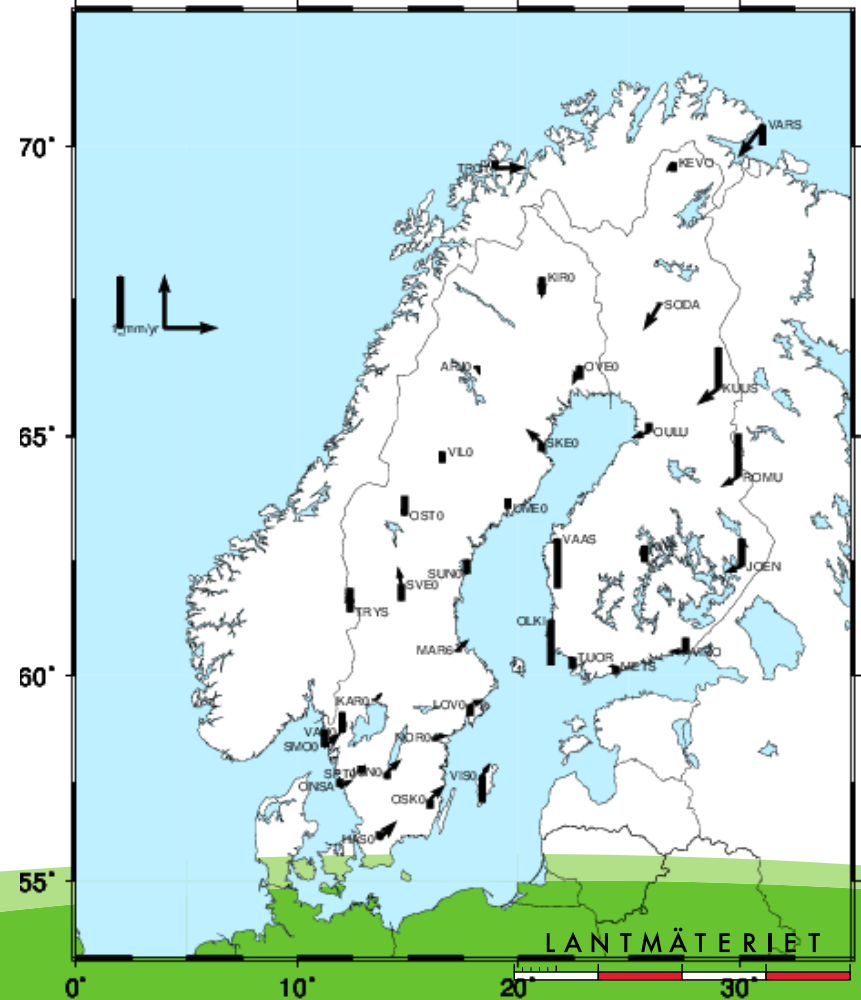 VARS
70°
KEVO
KIR0
SODA
1 mm/yr
OVE0
KUUS
65°
OULU
SKE0
VIL0
ROMU
OST0
UME0
VAAS
JOEN
SUN0
SVE0
TRYS
OLKI
MAR6
TUOR
METS
60°
KAR0
LOV0
SMO0
NOR0
SPT0
VIS0
ONSA
OSK0
HAS0
55°
LANTMÄTERIET
0°
10°
20°
30°